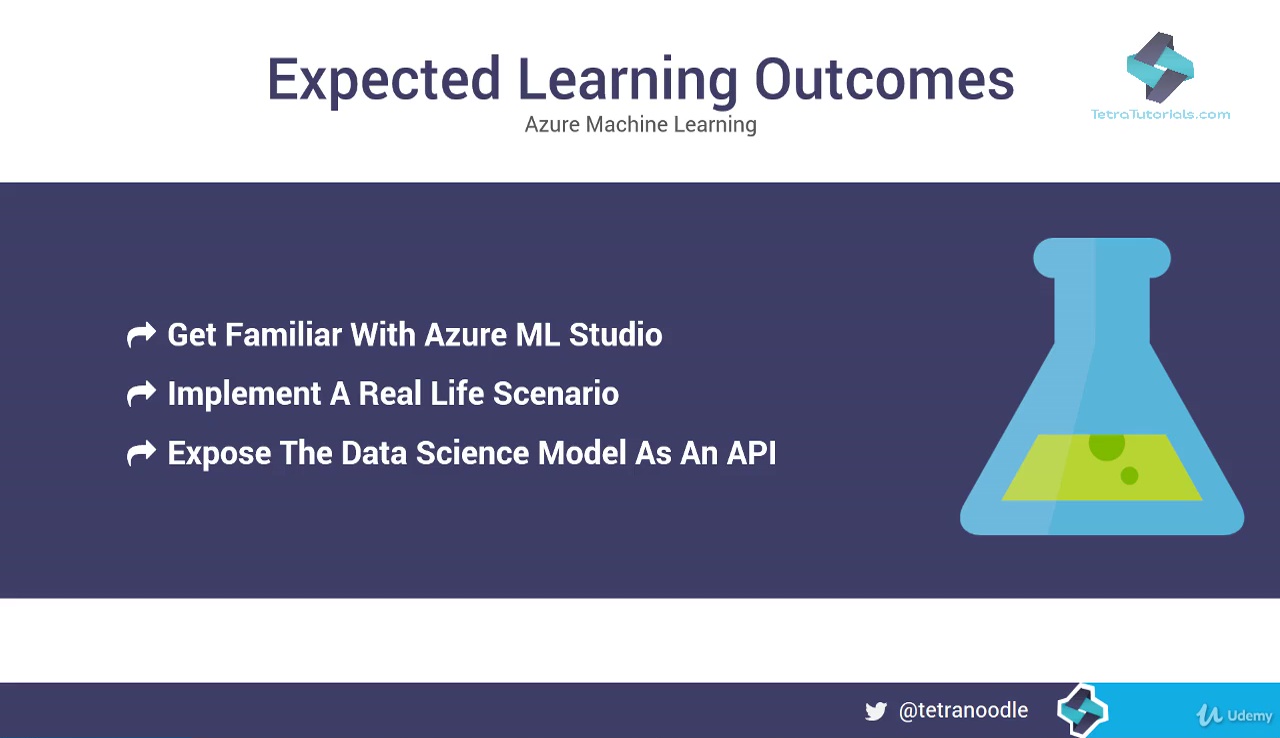 Expected Learning Outcomes
Azure Machine Learning
TetraTutorials.com
Get Familiar With Azure ML Studio
Implement A Real Life Scenario
Expose The Data Science Model As An API
@tetranoodle
Udemy